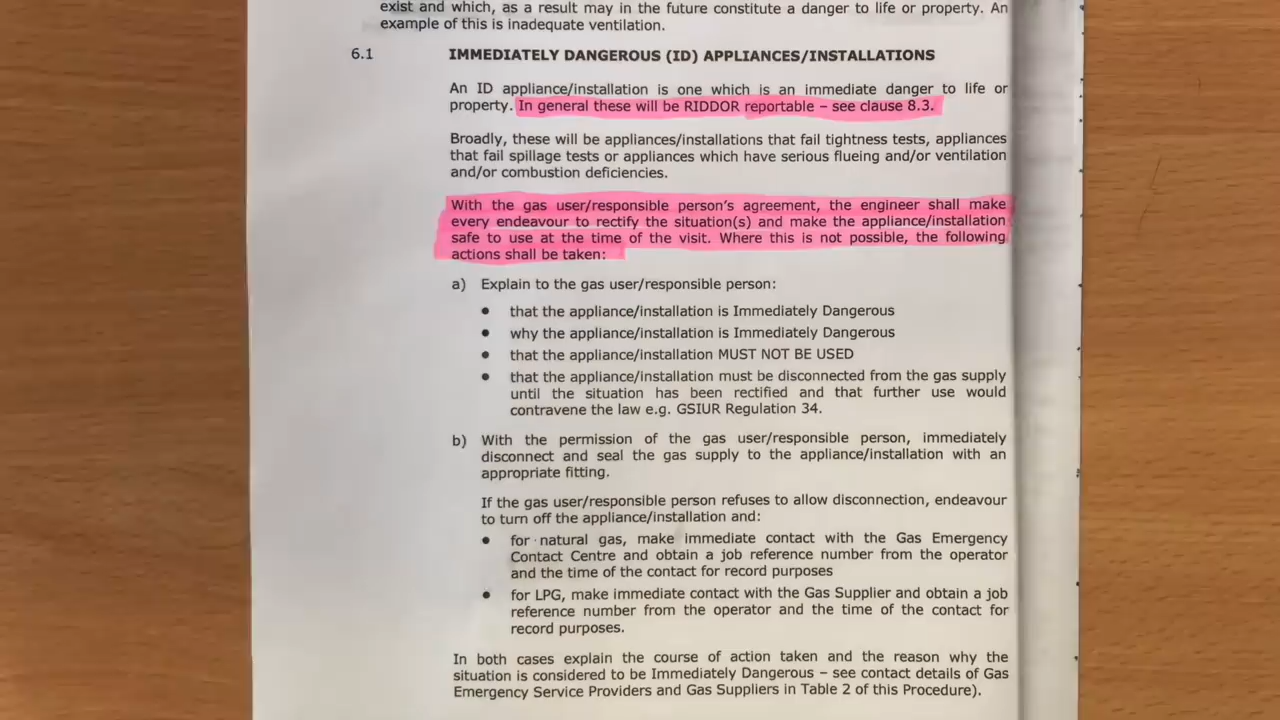 exist and which, as a result may in the future constitute a danger to life or property. An
example of this is inadequate ventilation.
6.1 IMMEDIATELY DANGEROUS (ID) APPLIANCES/INSTALLATIONS
An ID appliance/installation is one which is an immediate danger to life or
property. In general these will be RIDDOR reportable – see clause 8.3.
Broadly, these will be appliances/installations that fail tightness tests, appliances
that fail spillage tests or appliances which have serious flueing and/or ventilation
and/or combustion deficiencies.
With the gas user/responsible person's agreement, the engineer shall make
every endeavour to rectify the situation(s) and make the appliance/installation
safe to use at the time of the visit. Where this is not possible, the following
actions shall be taken:
a) Explain to the gas user/responsible person:
• that the appliance/installation is Immediately Dangerous
• why the appliance/installation is Immediately Dangerous
• that the appliance/installation MUST NOT BE USED
• that the appliance/installation must be disconnected from the gas supply
until the situation has been rectified and that further use would
contravene the law e.g. GSIUR Regulation 34.
b) With the permission of the gas user/responsible person, immediately
disconnect and seal the gas supply to the appliance/installation with an
appropriate fitting.
If the gas user/responsible person refuses to allow disconnection, endeavour
to turn off the appliance/installation and:
• for natural gas, make immediate contact with the Gas Emergency
Contact Centre and obtain a job reference number from the operator
and the time of the contact for record purposes
• for LPG, make immediate contact with the Gas Supplier and obtain a job
reference number from the operator and the time of the contact for
record purposes.
In both cases explain the course of action taken and the reason why the
situation is considered to be Immediately Dangerous – see contact details of Gas
Emergency Service Providers and Gas Suppliers in Table 2 of this Procedure).